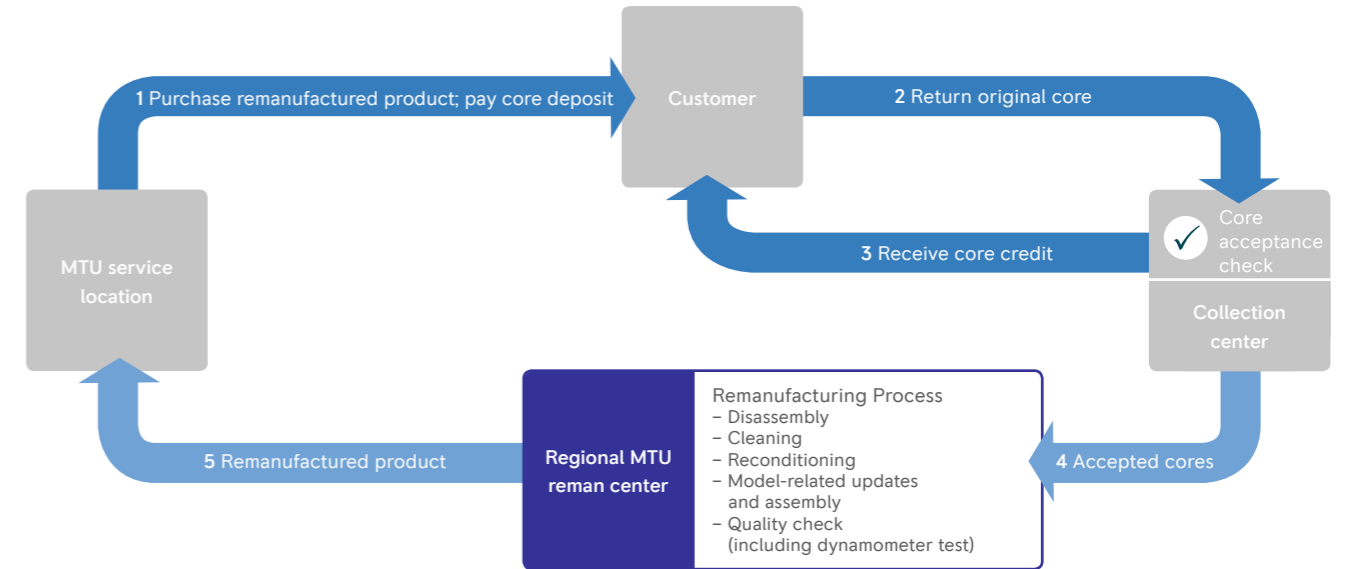 1 Purchase remanufactured product; pay core deposit
Customer
2 Return original core
Core
acceptance
check
3 Receive core credit
MTU service
location
Collection
center
Remanufacturing Process
– Disassembly
– Cleaning
– Reconditioning
– Model-related updates
and assembly
– Quality check
(including dynamometer test)
Regional MTU
reman center
4 Accepted cores
5 Remanufactured product